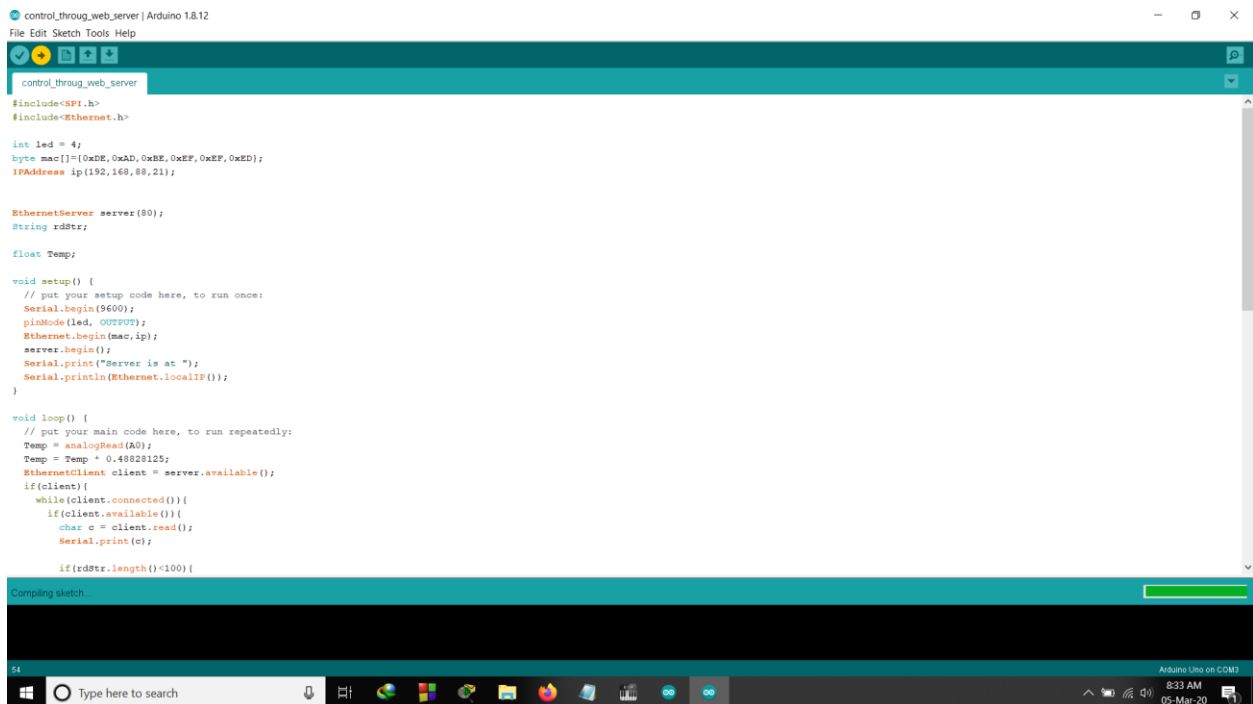 control_throug_web_server | Arduino 1.8.12
File Edit Sketch Tools Help
control_throug_web_server
#include<SPI.h>
#include<Ethernet.h>
int led = 4;
byte mac[]={0xDE,0xAD,0xBE,0xEF,0xEF,0xED};
IPAddress ip(192,168,88,21);
EthernetServer server(80);
String rdStr;
float Temp;
void setup() {
// put your setup code here, to run once:
Serial.begin(9600);
pinMode(led, OUTPUT);
Ethernet.begin(mac,ip);
server.begin();
Serial.print("Server is at ");
Serial.println(Ethernet.localIP());
}
void loop() {
// put your main code here, to run repeatedly:
Temp = analogRead(A0);
Temp = Temp * 0.48828125;
EthernetClient client = server.available();
if(client){
while(client.connected()){
if(client.available()){
char c = client.read();
Serial.print(c);
if(rdStr.length()<100){
Compiling sketch...
54
Arduino Uno on COM3
Type here to search
8:33 AM
05-Mar-20